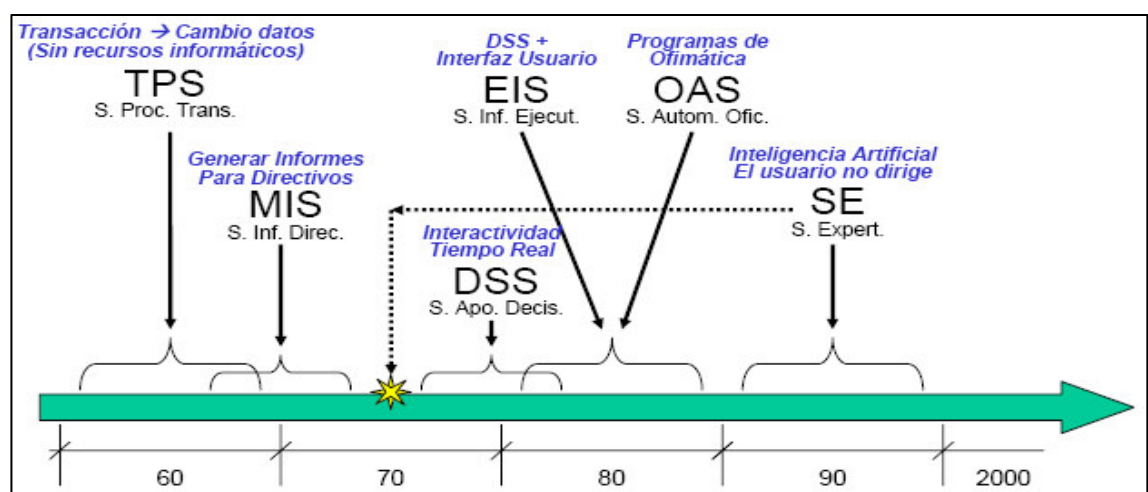 Transacción → Cambio datos
(Sin recursos informáticos)
TPS
S. Proc. Trans.
DSS +
Interfaz Usuario
EIS
S. Inf. Ejecut.
Programas de
Ofimática
OAS
S. Autom. Ofic.
Generar Informes
Para Directivos
MIS
S. Inf. Direc.
Interactividad
Tiempo Real
DSS
S. Apo. Decis.
Inteligencia Artificial
El usuario no dirige
SE
S. Expert.
60
70
80
90
2000